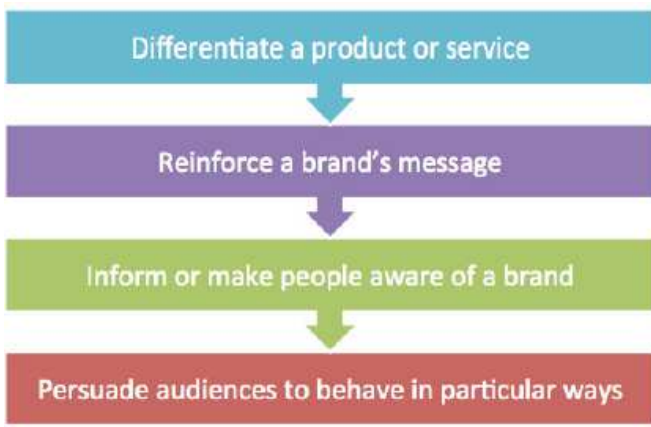 Differentiate a product or service
Reinforce a brand's message
Inform or make people aware of a brand
Persuade audiences to behave in particular ways